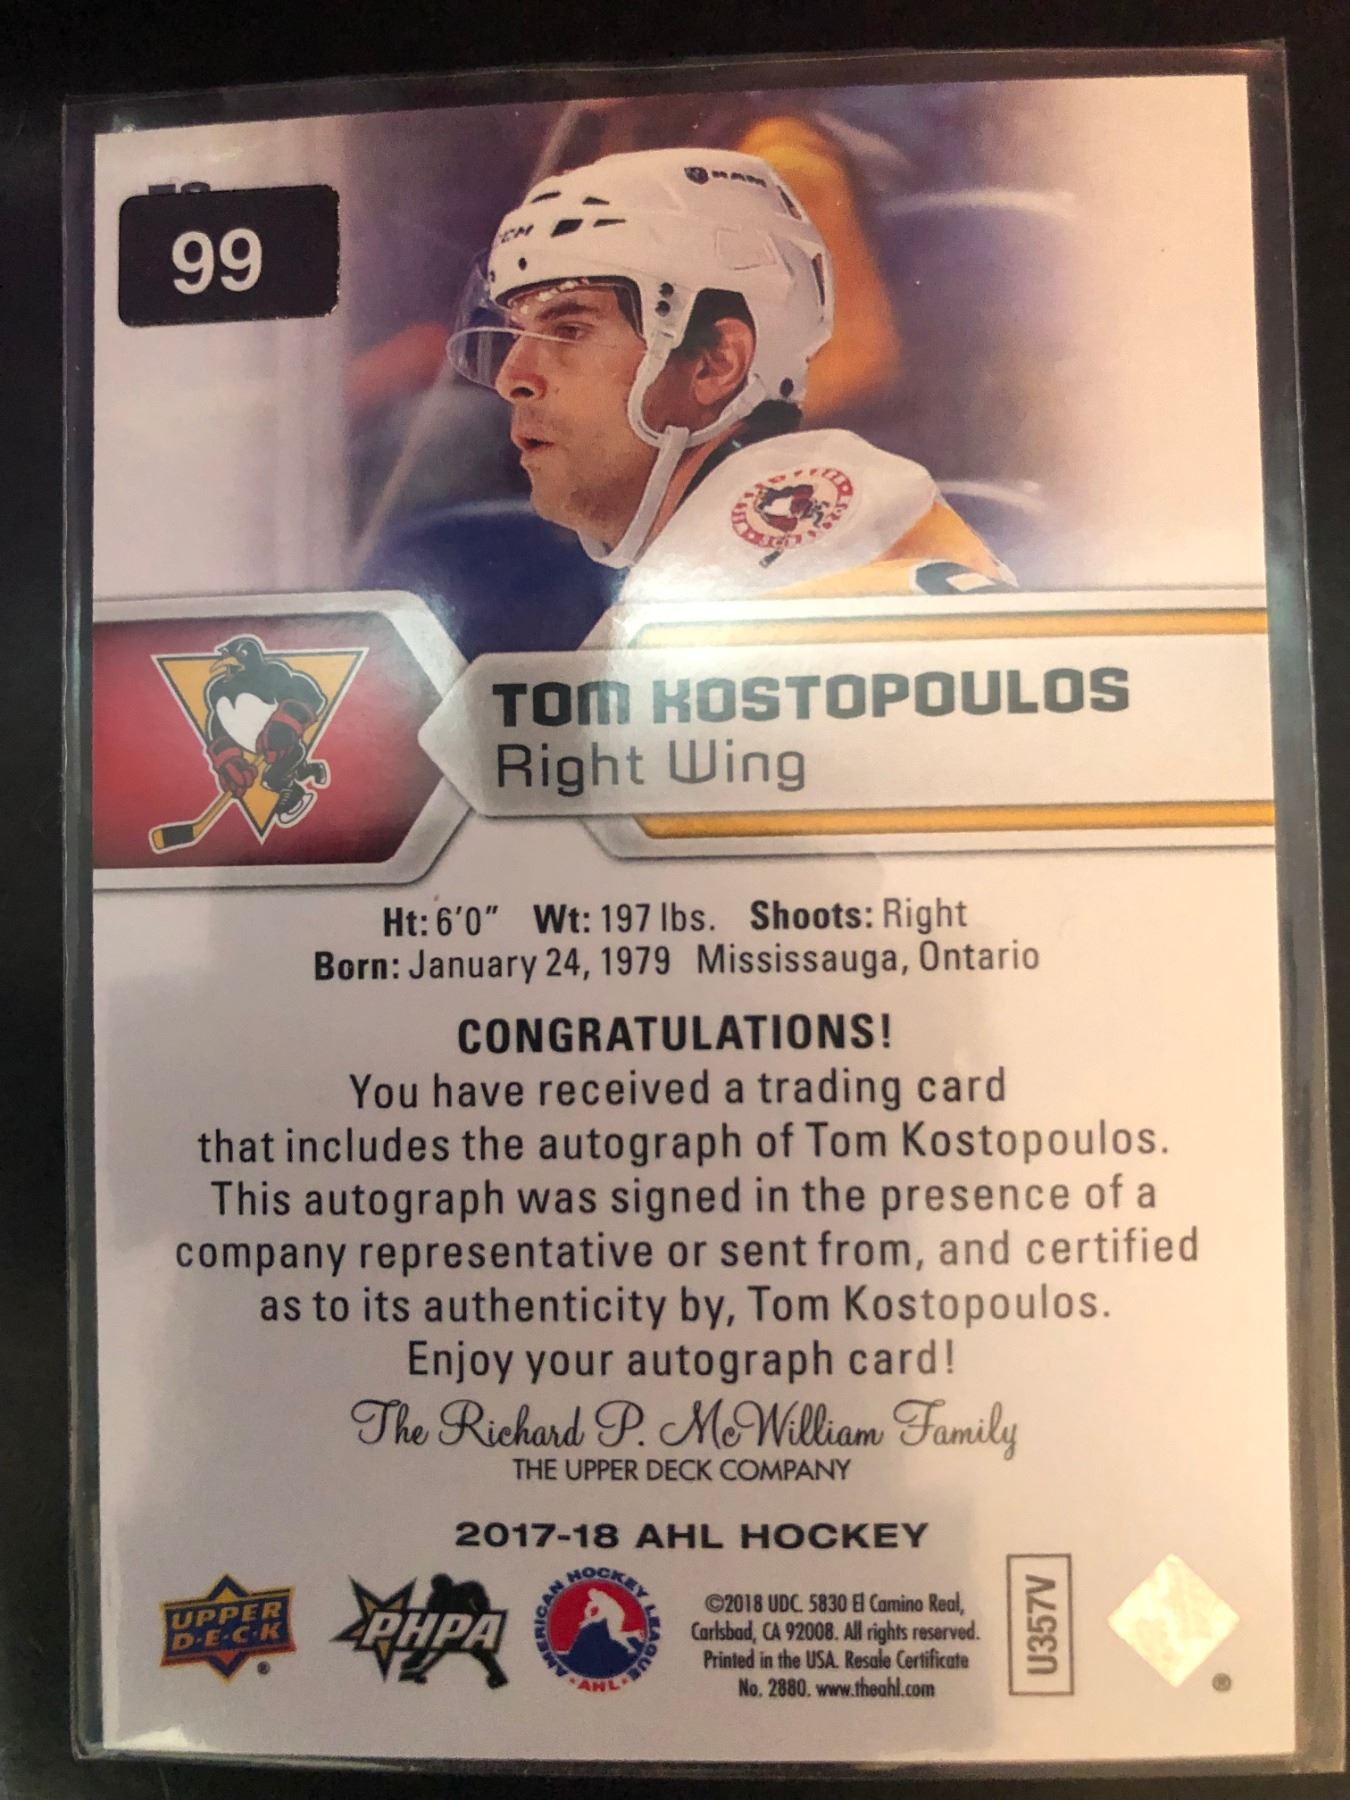 99
CCM
RAM
TOM KOSTOPOULOS
Right Wing
Ht: 6'0" Wt: 197 lbs. Shoots: Right
Born: January 24, 1979 Mississauga, Ontario
CONGRATULATIONS!
You have received a trading card
that includes the autograph of Tom Kostopoulos.
This autograph was signed in the presence of a
company representative or sent from, and certified
as to its authenticity by, Tom Kostopoulos.
Enjoy your autograph card!
The Richard P. McWilliam Family
THE UPPER DECK COMPANY
2017-18 AHL HOCKEY
UPPER
D·E·C·K
®
PHPA
AMERICAN HOCKEY LEAGUE
·AHL·
©2018 UDC. 5830 El Camino Real,
Carlsbad, CA 92008. All rights reserved.
Printed in the USA. Resale Certificate
No. 2880. www.theahl.com
U357V
®